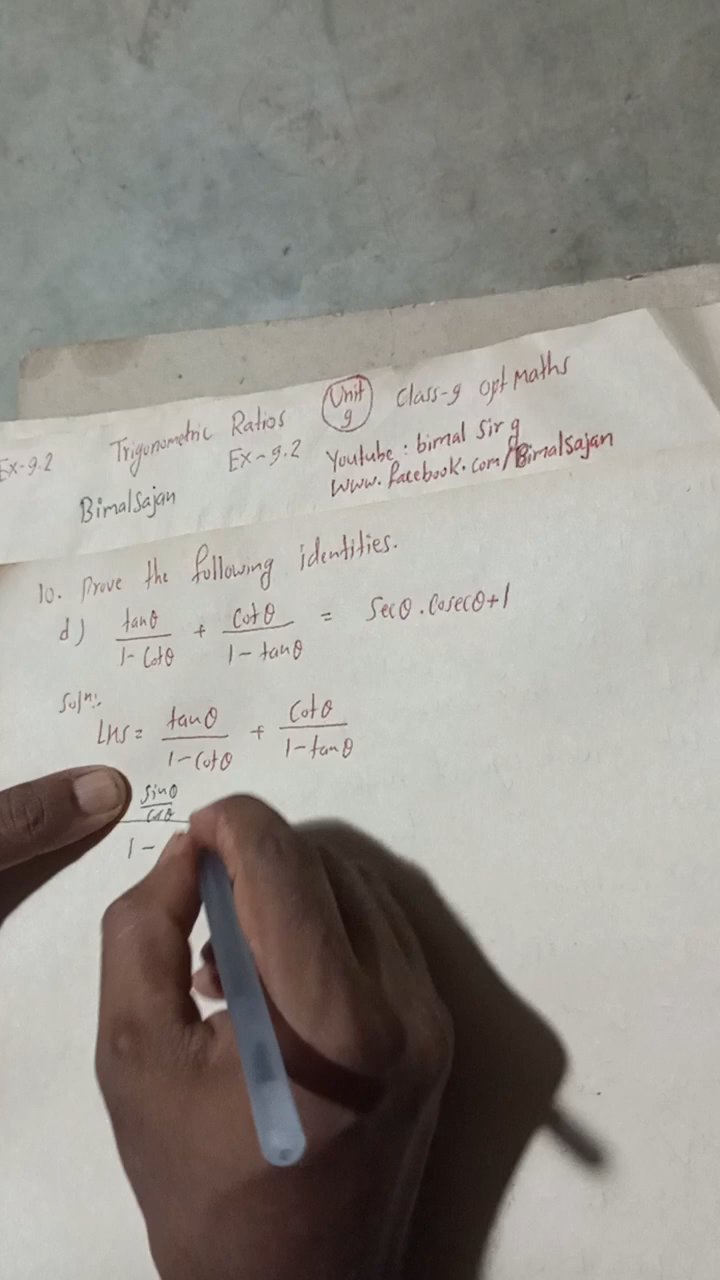 Ex-9.2 Trigonometric Ratios Unit 9 Class-9 Opt Maths
Ex-9.2 Youtube : bimal sir g
BimalSajan www.facebook.com/BimalSajan
10. Prove the following identities.
d) tanθ/1-Cotθ + Cotθ/1-tanθ = Secθ.Cosecθ+1
Soln:
LHS = tanθ/1-Cotθ + Cotθ/1-tanθ
sinθ/cosθ
1-